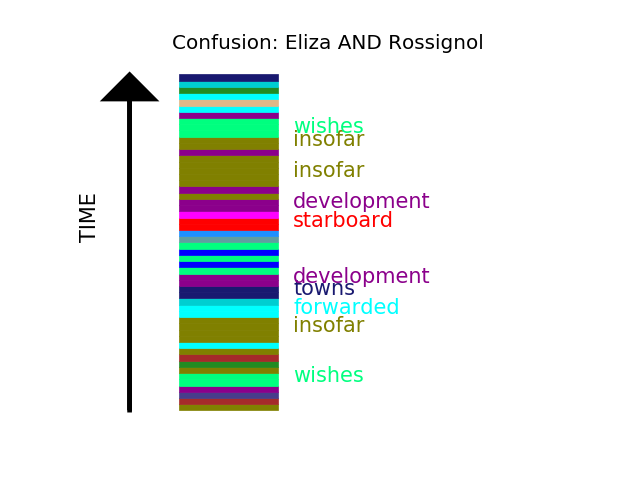 Confusion: Eliza AND Rossignol
wishes
insofar
insofar
development
starboard
development
towns
forwarded
insofar
wishes
TIME